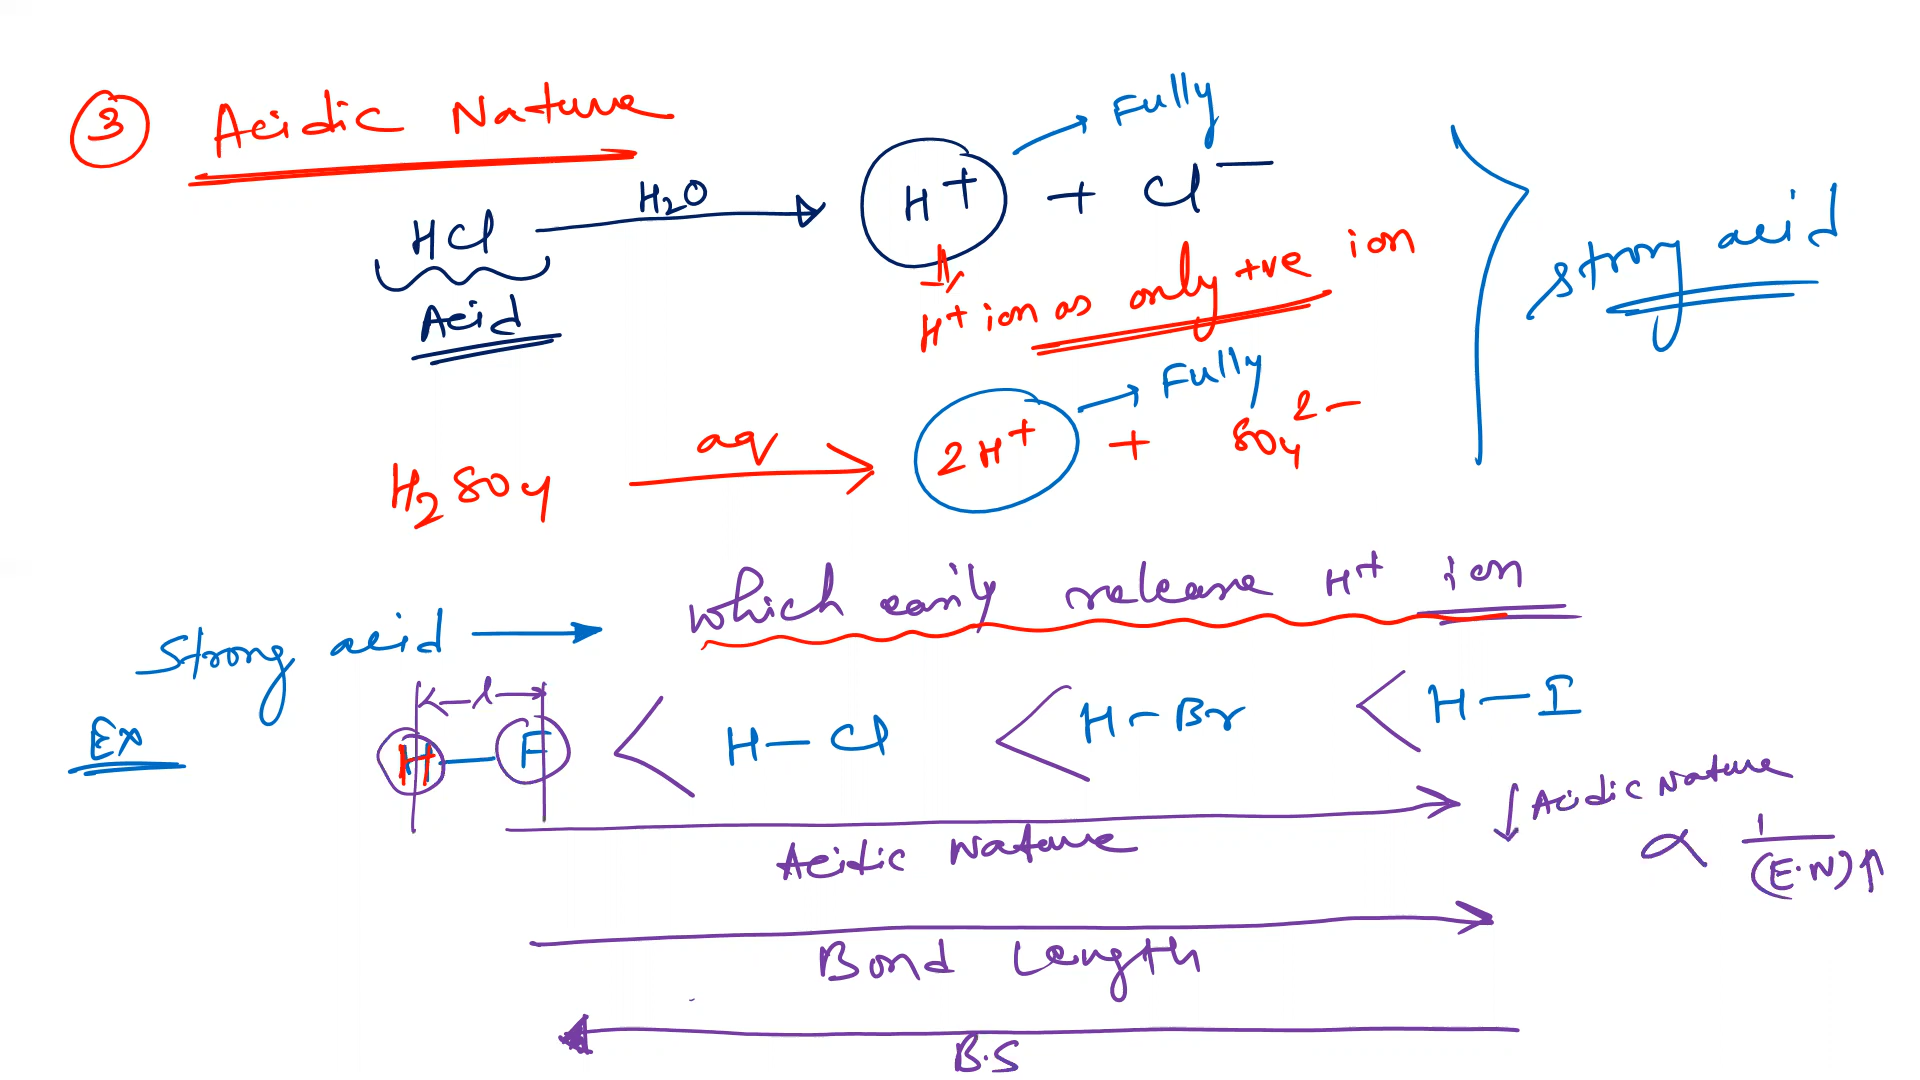 ③ Acidic Nature
HCl H2O → H+ + Cl− → Fully
Acid
H+ ion as only +ve ion
strong acid
H2SO4 aq → 2H+ + SO4 2− → Fully
Strong acid → which easily release H+ ion
Ex
l
H—F < H—Cl < H—Br < H—I
Acidic Nature
↓ Acidic Nature ∝ 1/(E.N)↑
Bond Length
B.S